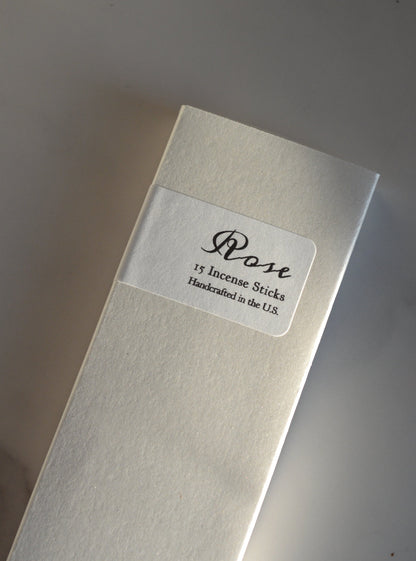 Rose
15 Incense Sticks
Handcrafted in the U.S.